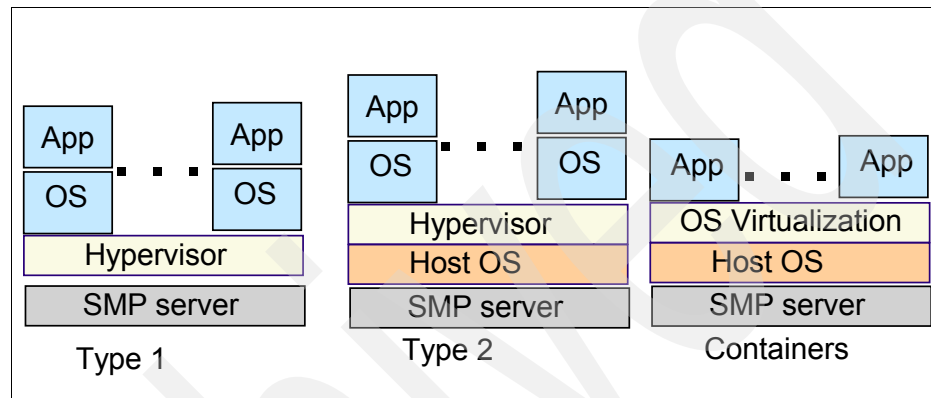 App
App
OS
OS
Hypervisor
SMP server
Type 1
App
App
OS
OS
Hypervisor
Host OS
SMP server
Type 2
App
App
OS Virtualization
Host OS
SMP server
Containers